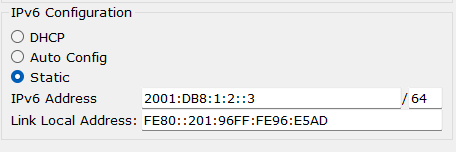 IPv6 Configuration
DHCP
Auto Config
Static
IPv6 Address 2001:DB8:1:2::3 / 64
Link Local Address: FE80::201:96FF:FE96:E5AD